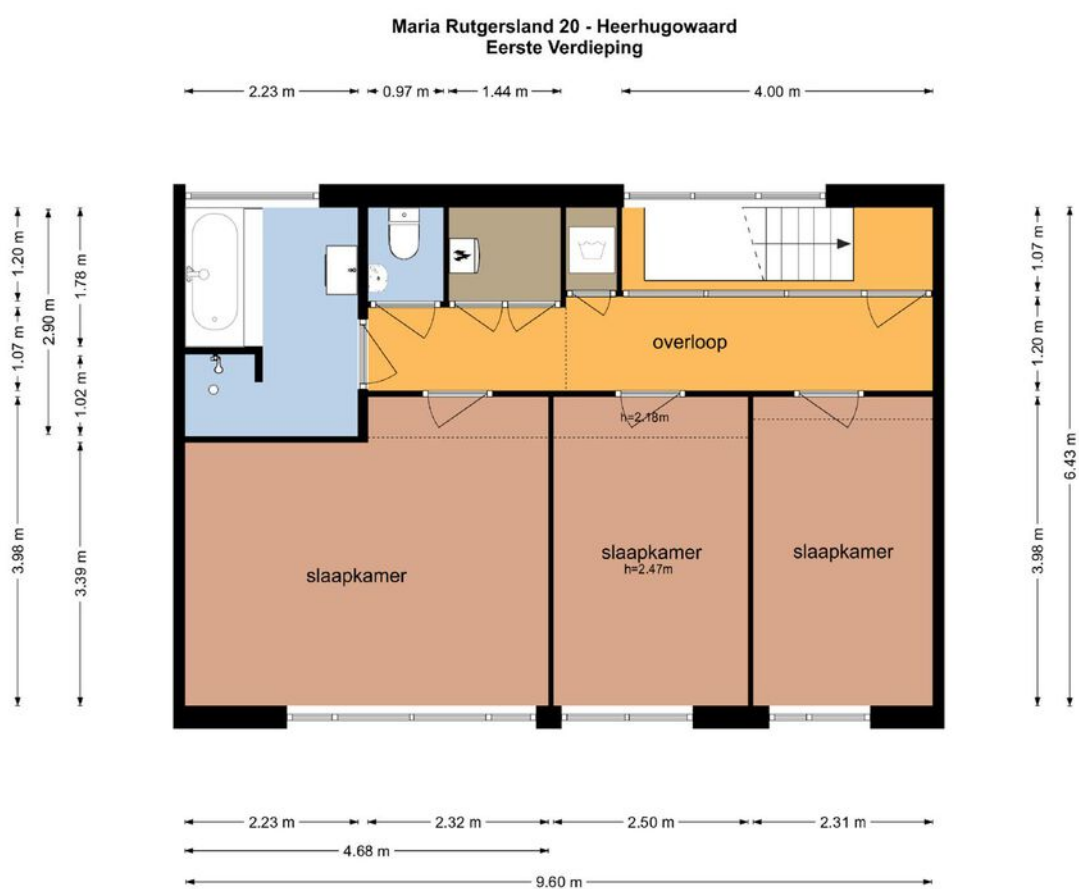 Maria Rutgersland 20 - Heerhugowaard
Eerste Verdieping
2.23 m
0.97 m
1.44 m
4.00 m
1.20 m
1.07 m
3.98 m
2.90 m
1.78 m
1.02 m
3.39 m
overloop
h=2.18m
slaapkamer
slaapkamer
h=2.47m
slaapkamer
1.07 m
1.20 m
3.98 m
6.43 m
2.23 m
2.32 m
2.50 m
2.31 m
4.68 m
9.60 m